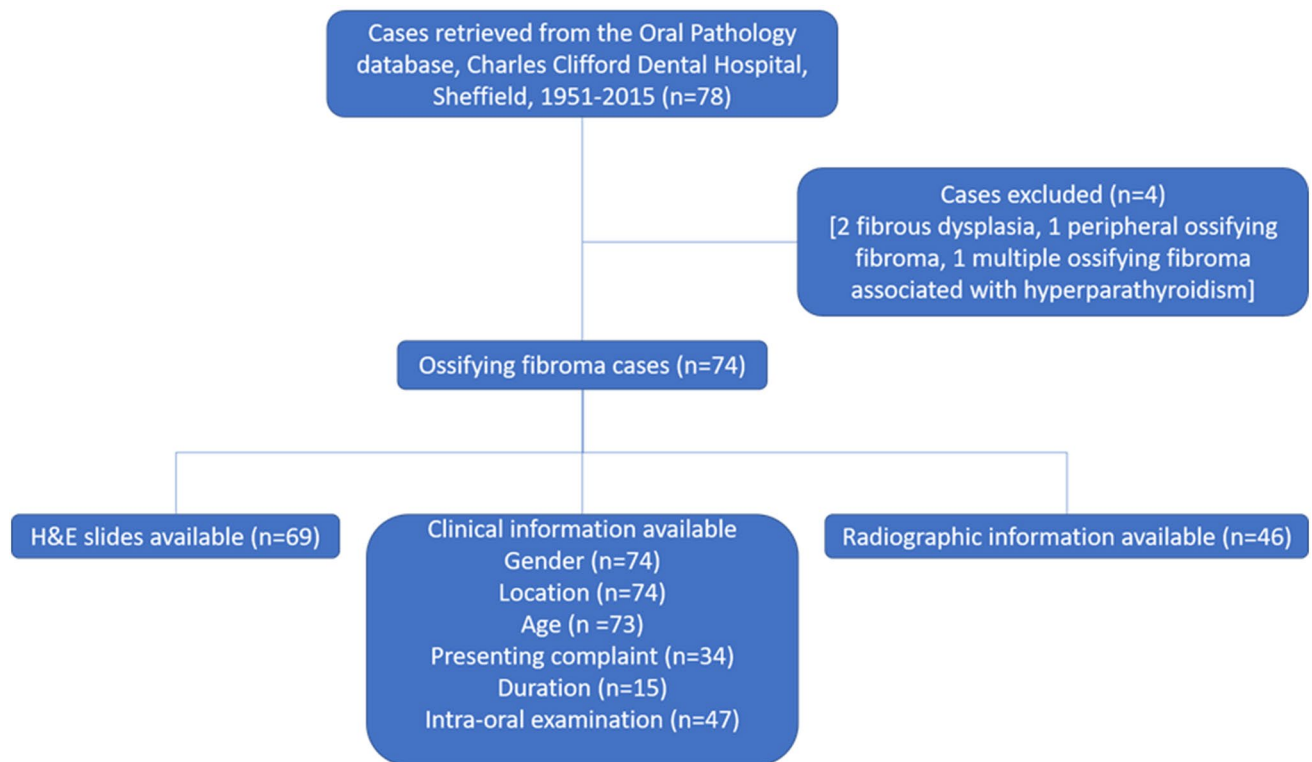 Cases retrieved from the Oral Pathology
database, Charles Clifford Dental Hospital,
Sheffield, 1951-2015 (n=78)
Cases excluded (n=4)
[2 fibrous dysplasia, 1 peripheral ossifying
fibroma, 1 multiple ossifying fibroma
associated with hyperparathyroidism]
Ossifying fibroma cases (n=74)
H&E slides available (n=69)
Clinical information available
Gender (n=74)
Location (n=74)
Age (n =73)
Presenting complaint (n=34)
Duration (n=15)
Intra-oral examination (n=47)
Radiographic information available (n=46)